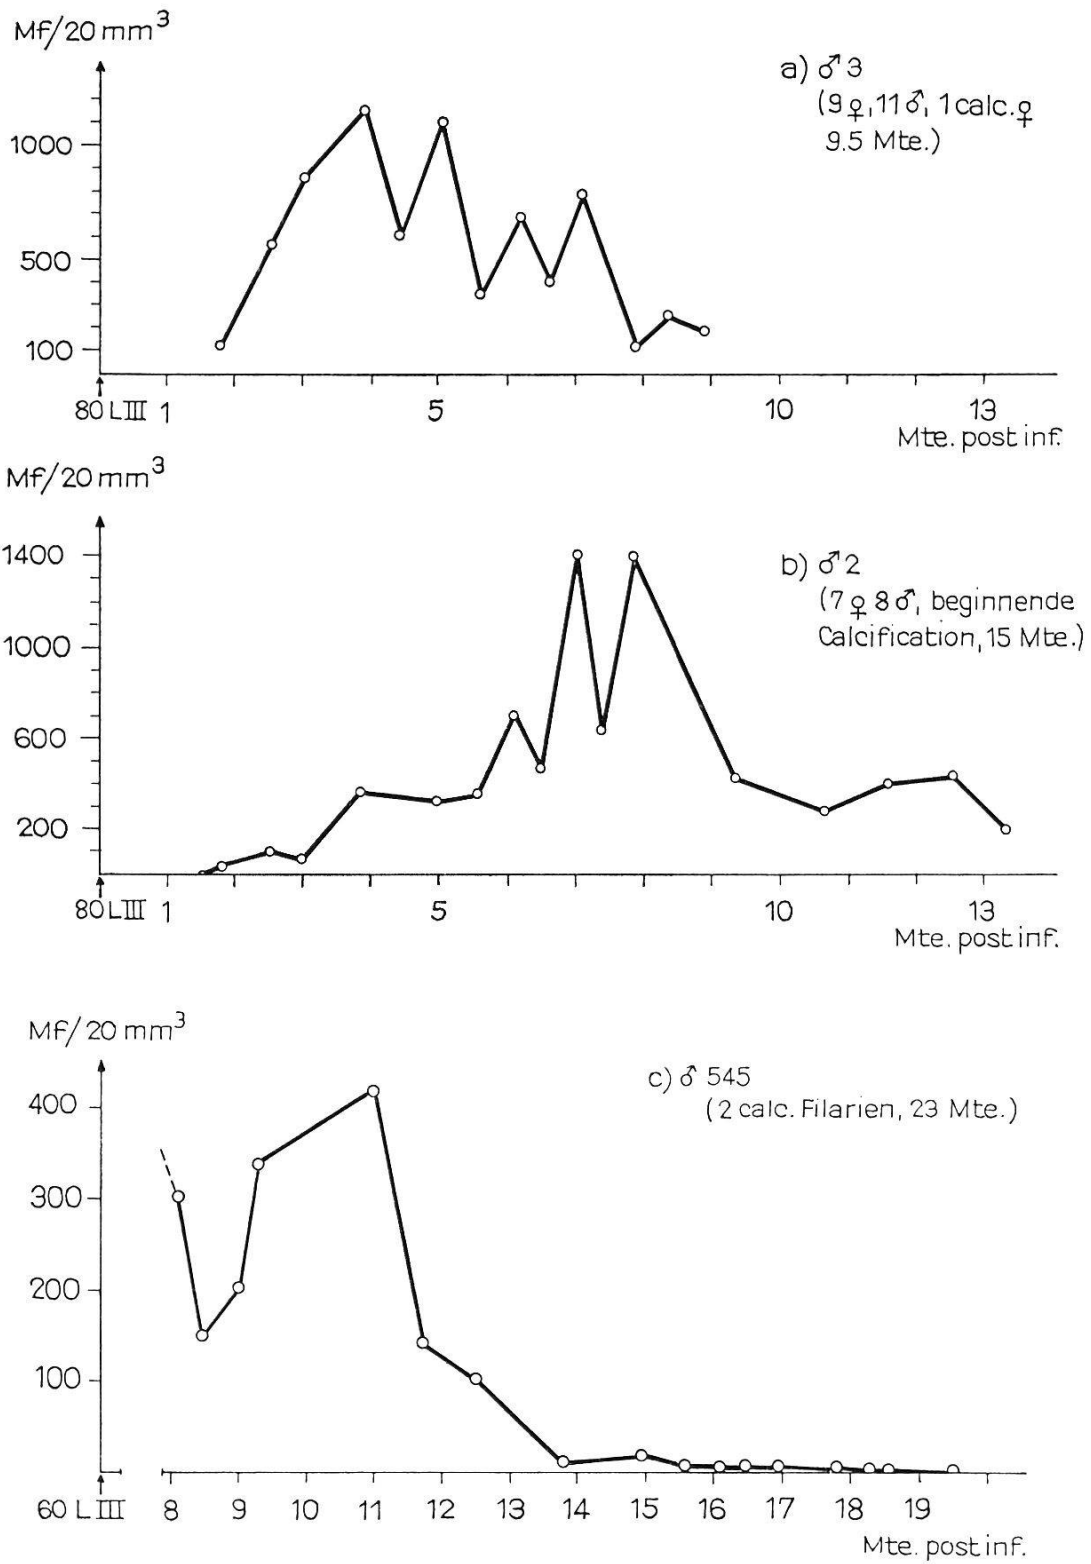 Mf/20 mm³
a) ♂3
(9♀, 11♂, 1 calc. ♀
9.5 Mte.)
1000
500
100
80 L III 1 5 10 13
Mte. post inf.
Mf/20 mm³
1400
b) ♂2
(7♀ 8♂, beginnende
Calcification, 15 Mte.)
1000
600
200
80 L III 1 5 10 13
Mte. post inf.
Mf/20 mm³
c) ♂ 545
(2 calc. Filarien, 23 Mte.)
400
300
200
100
60 L III 8 9 10 11 12 13 14 15 16 17 18 19
Mte. post inf.